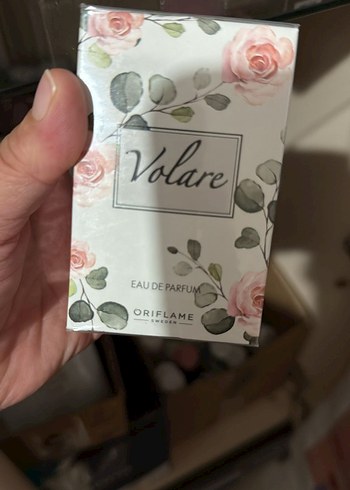 Volare
EAU DE PARFUM
ORIFLAME
SWEDEN